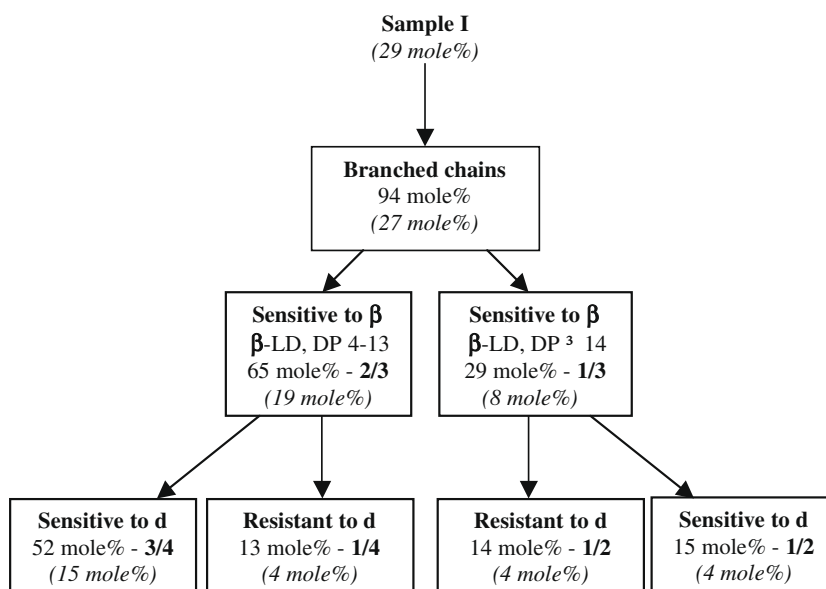 Sample I
(29 mole%)
Branched chains
94 mole%
(27 mole%)
Sensitive to β
β-LD, DP 4-13
65 mole% - 2/3
(19 mole%)
Sensitive to β
β-LD, DP ³ 14
29 mole% - 1/3
(8 mole%)
Sensitive to d
52 mole% - 3/4
(15 mole%)
Resistant to d
13 mole% - 1/4
(4 mole%)
Resistant to d
14 mole% - 1/2
(4 mole%)
Sensitive to d
15 mole% - 1/2
(4 mole%)